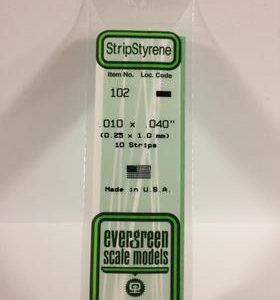 StripStyrene
Item No. Loc. Code
102
.010 x .040"
(0.25 x 1.0 mm)
10 Strips
Made in U.S.A.
evergreen
scale models